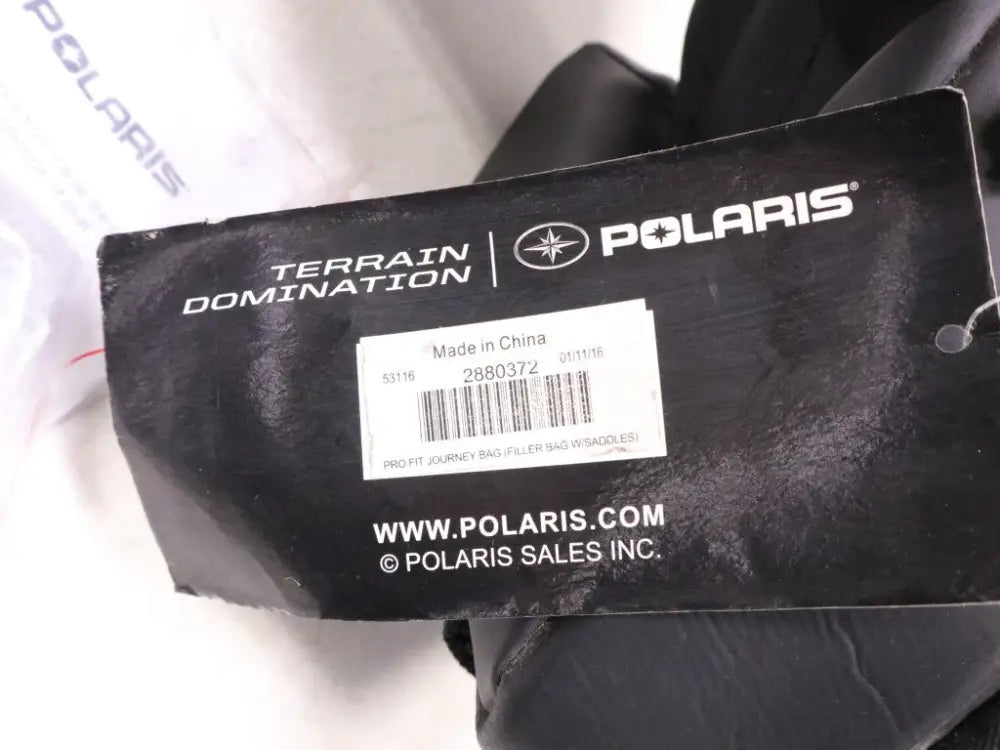 POLARIS
TERRAIN
DOMINATION
POLARIS®
Made in China
53116 2880372 01/11/16
PRO FIT JOURNEY BAG (FILLER BAG W/SADDLES)
WWW.POLARIS.COM
© POLARIS SALES INC.